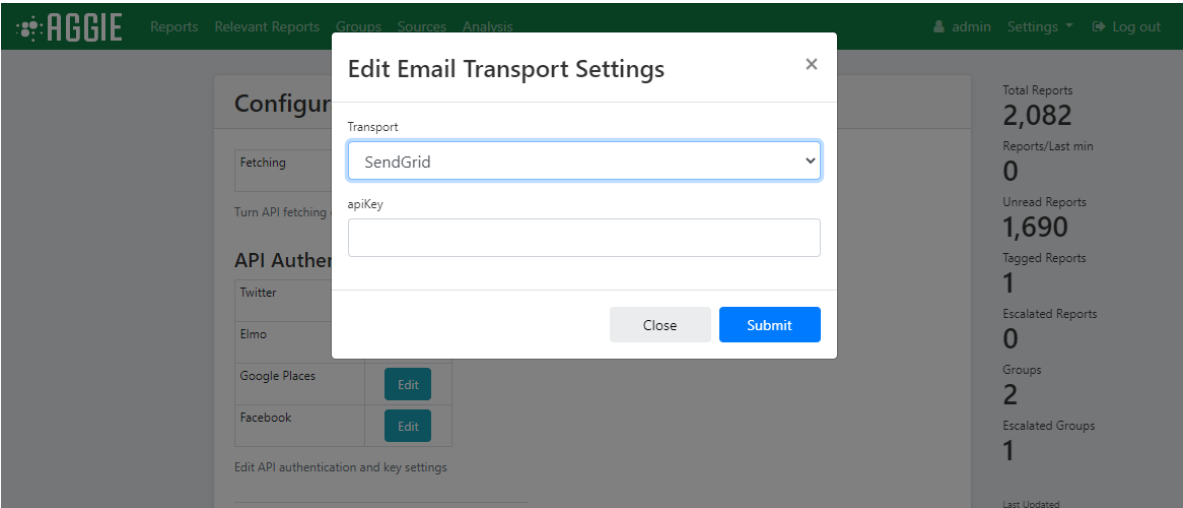 AGGIE Reports Relevant Reports Groups Sources Analysis admin Settings Log out
Edit Email Transport Settings ×
Transport
SendGrid
apiKey
Close Submit
Configur
Fetching
Turn API fetching
API Authen
Twitter
Elmo
Google Places Edit
Facebook Edit
Edit API authentication and key settings
Total Reports
2,082
Reports/Last min
0
Unread Reports
1,690
Tagged Reports
1
Escalated Reports
0
Groups
2
Escalated Groups
1
Last Updated